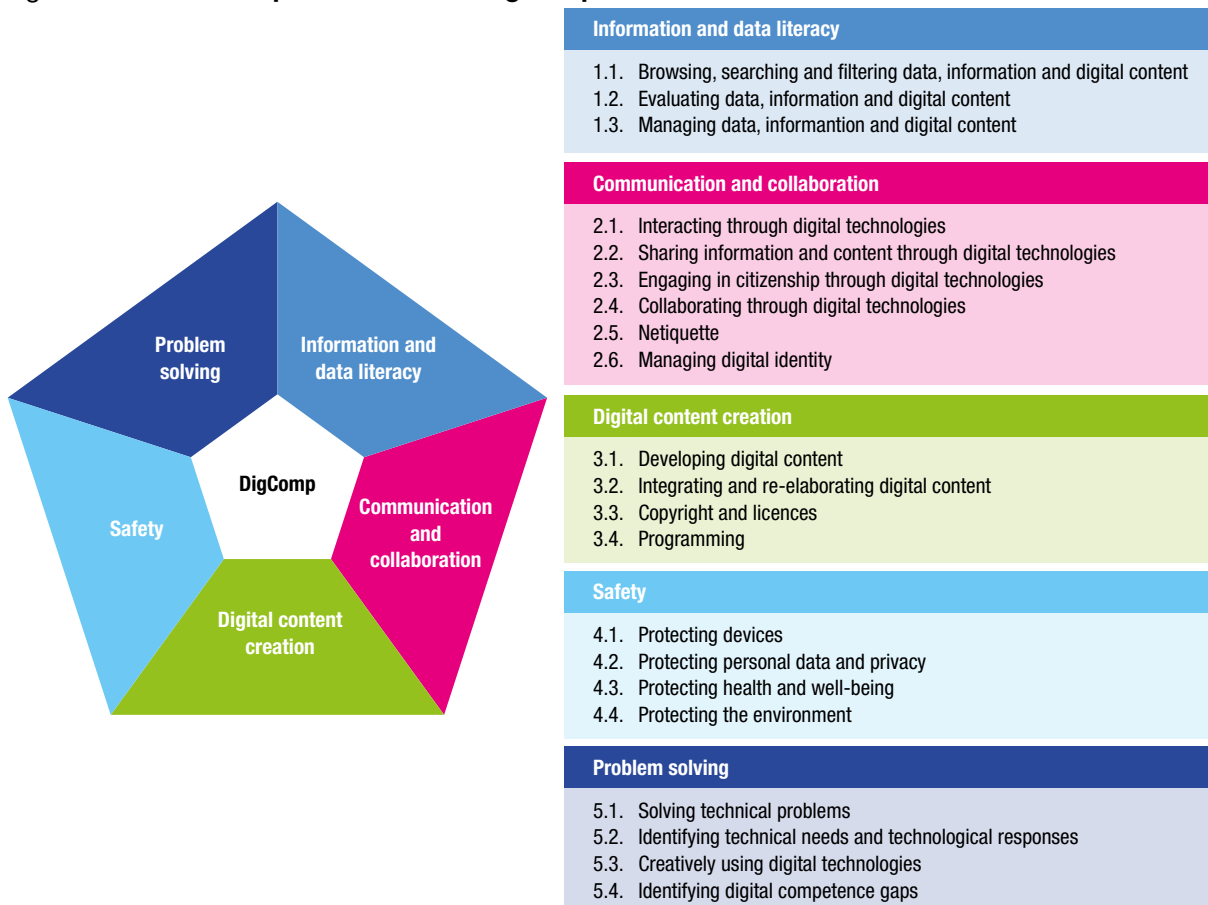 Information and data literacy
1.1. Browsing, searching and filtering data, information and digital content
1.2. Evaluating data, information and digital content
1.3. Managing data, informantion and digital content
Communication and collaboration
2.1. Interacting through digital technologies
2.2. Sharing information and content through digital technologies
2.3. Engaging in citizenship through digital technologies
2.4. Collaborating through digital technologies
2.5. Netiquette
2.6. Managing digital identity
Digital content creation
3.1. Developing digital content
3.2. Integrating and re-elaborating digital content
3.3. Copyright and licences
3.4. Programming
Safety
4.1. Protecting devices
4.2. Protecting personal data and privacy
4.3. Protecting health and well-being
4.4. Protecting the environment
Problem solving
5.1. Solving technical problems
5.2. Identifying technical needs and technological responses
5.3. Creatively using digital technologies
5.4. Identifying digital competence gaps
Problem
solving
Information and
data literacy
DigComp
Safety
Communication
and
collaboration
Digital content
creation